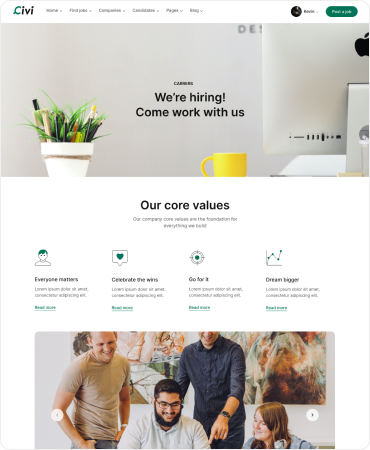 Civi
Home Find jobs Companies Candidates Pages Blog Kevin Post a job
DES
CAREERS
We're hiring!
Come work with us
Our core values
Our company core values are the foundation for
everything we build
Everyone matters
Lorem ipsum dolor sit amet,
consectetur adipiscing elit.
Read more
Celebrate the wins
Lorem ipsum dolor sit amet,
consectetur adipiscing elit.
Read more
Go for it
Lorem ipsum dolor sit amet,
consectetur adipiscing elit.
Read more
Dream bigger
Lorem ipsum dolor sit amet,
consectetur adipiscing elit.
Read more